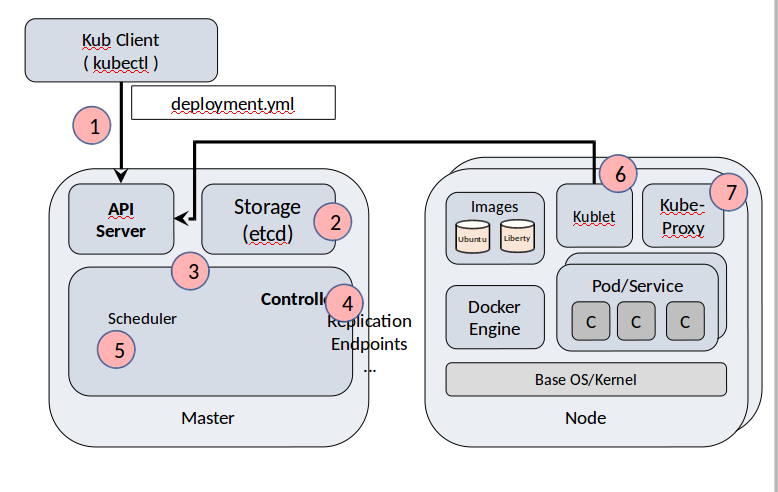 Kub Client
( kubectl )
deployment.yml
1
API
Server
Storage
(etcd)
2
3
Controlle
4
Scheduler
Replication
Endpoints
...
5
Master
6
7
Images
Ubuntu
Liberty
Kublet
Kube-
Proxy
Docker
Engine
Pod/Service
C C C
Base OS/Kernel
Node